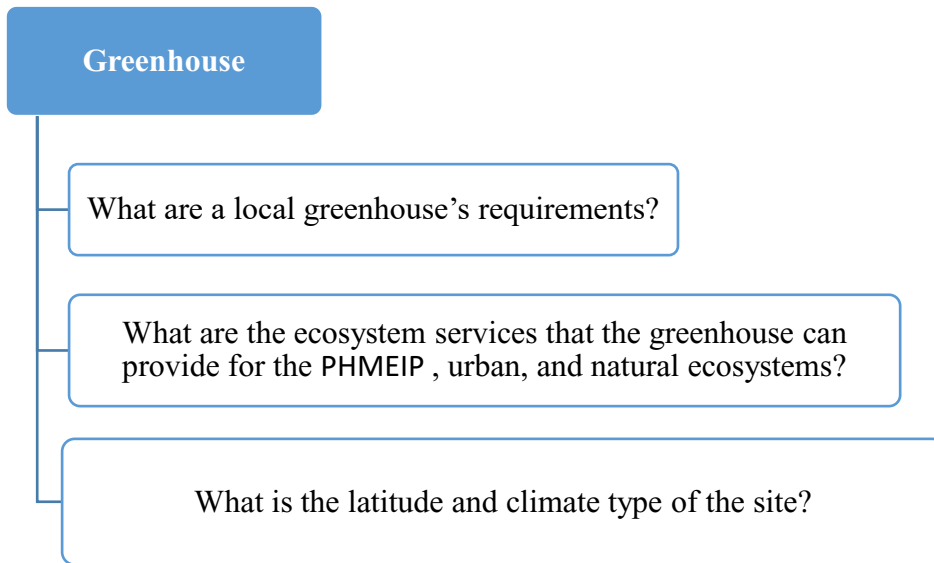 Greenhouse
What are a local greenhouse’s requirements?
What are the ecosystem services that the greenhouse can
provide for the PHMEIP , urban, and natural ecosystems?
What is the latitude and climate type of the site?